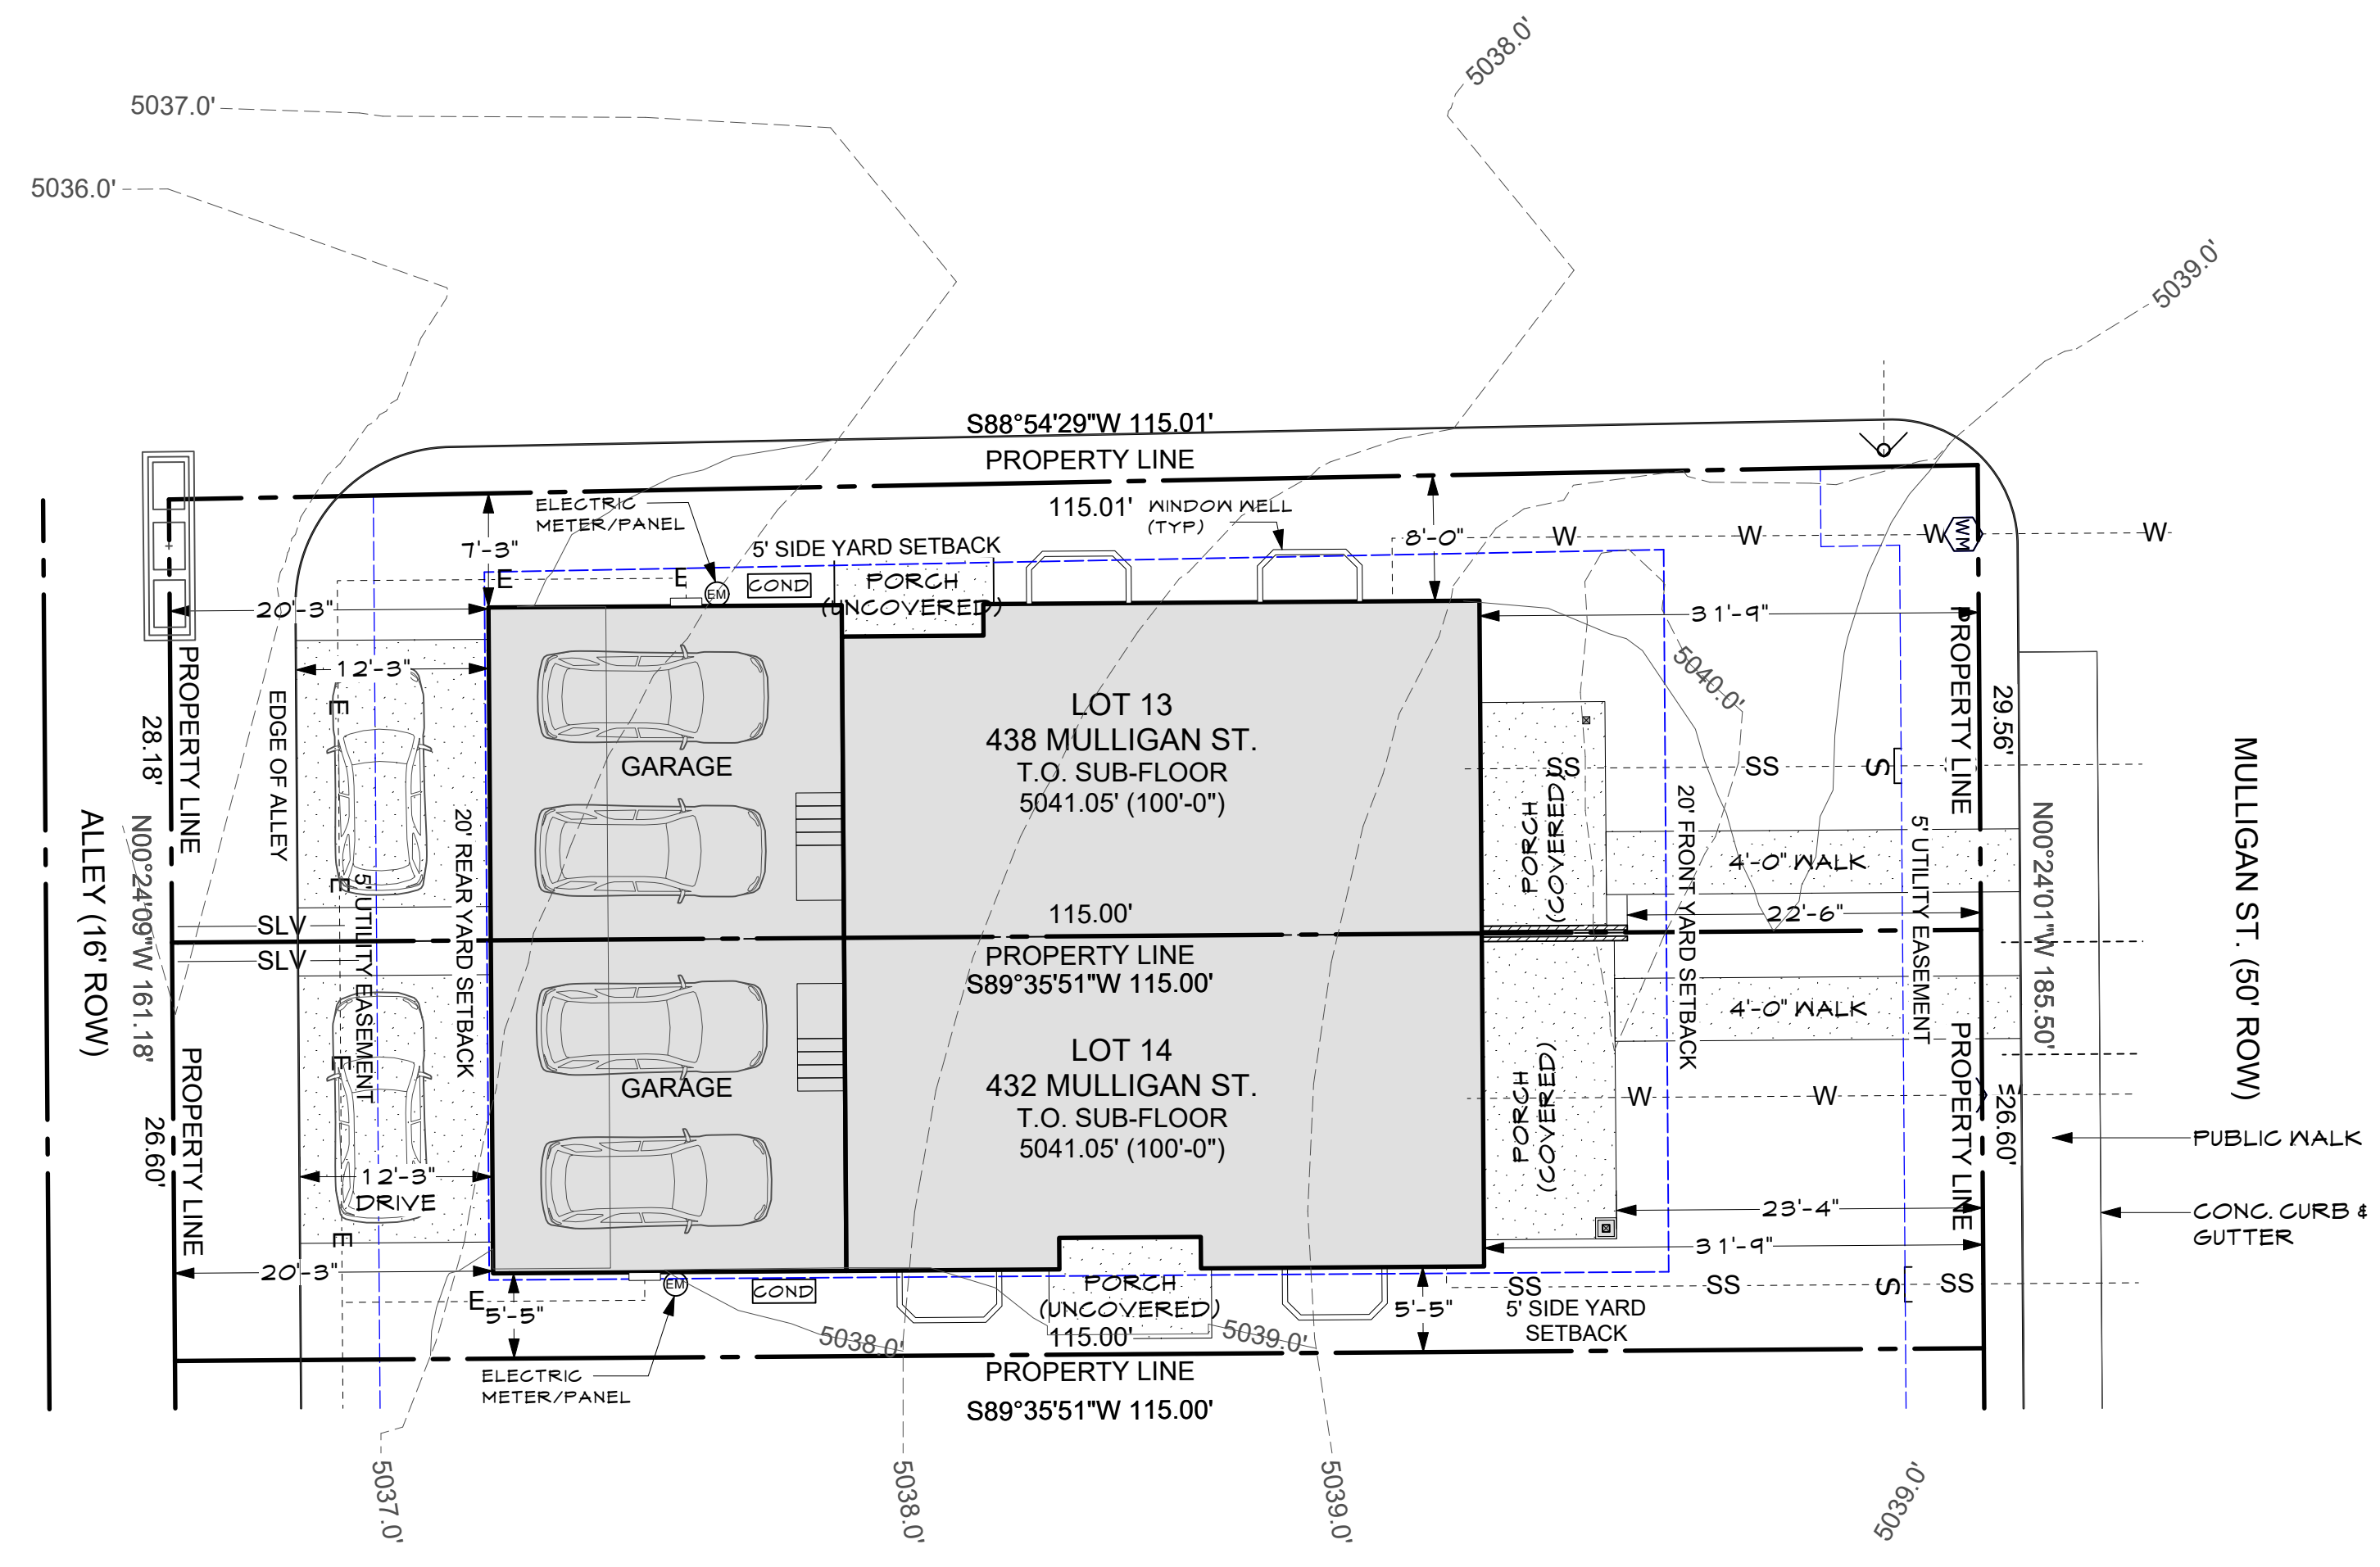 5038.0'
5037.0'
5036.0'
5039.0'
S88°54'29"W 115.01'
PROPERTY LINE
115.01'
ELECTRIC
METER/PANEL
WINDOW WELL
(TYP)
7'-3"
5' SIDE YARD SETBACK
8'-0"
W
W
W
WM
W
E
E
EM
COND
PORCH
(UNCOVERED)
20'-3"
31'-9"
12'-3"
5040.0'
PROPERTY LINE
28.18'
EDGE OF ALLEY
E
LOT 13
438 MULLIGAN ST.
T.O. SUB-FLOOR
5041.05' (100'-0")
GARAGE
PROPERTY LINE
29.56'
SS
SS
S
PORCH
(COVERED)
4'-0" WALK
22'-6"
20' FRONT YARD SETBACK
5' UTILITY EASEMENT
N00°24'01"W 185.50'
MULLIGAN ST. (50' ROW)
ALLEY (16' ROW)
N00°24'09"W 161.18'
E
5' UTILITY EASEMENT
20' REAR YARD SETBACK
SLV
SLV
115.00'
PROPERTY LINE
S89°35'51"W 115.00'
4'-0" WALK
LOT 14
432 MULLIGAN ST.
T.O. SUB-FLOOR
5041.05' (100'-0")
GARAGE
E
PORCH
(COVERED)
W
W
PROPERTY LINE
26.60'
PROPERTY LINE
26.60'
PUBLIC WALK
12'-3"
DRIVE
23'-4"
CONC. CURB &
GUTTER
E
31'-9"
20'-3"
EM
COND
PORCH
(UNCOVERED)
SS
SS
S
SS
E
5'-5"
5'-5"
5' SIDE YARD
SETBACK
5038.0'
115.00'
5039.0'
PROPERTY LINE
ELECTRIC
METER/PANEL
S89°35'51"W 115.00'
5037.0'
5038.0'
5039.0'
5039.0'